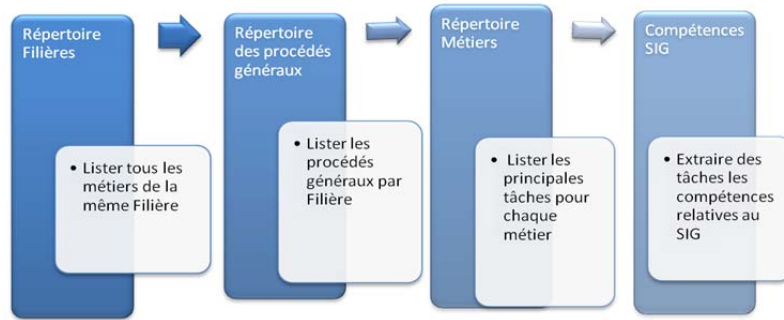 Répertoire
Filières
• Lister tous les
métiers de la
même Filière
Répertoire
des procédés
généraux
• Lister les
procédés
généraux par
Filière
Répertoire
Métiers
• Lister les
principales
tâches pour
chaque
métier
Compétences
SIG
• Extraire des
tâches les
compétences
relatives au
SIG